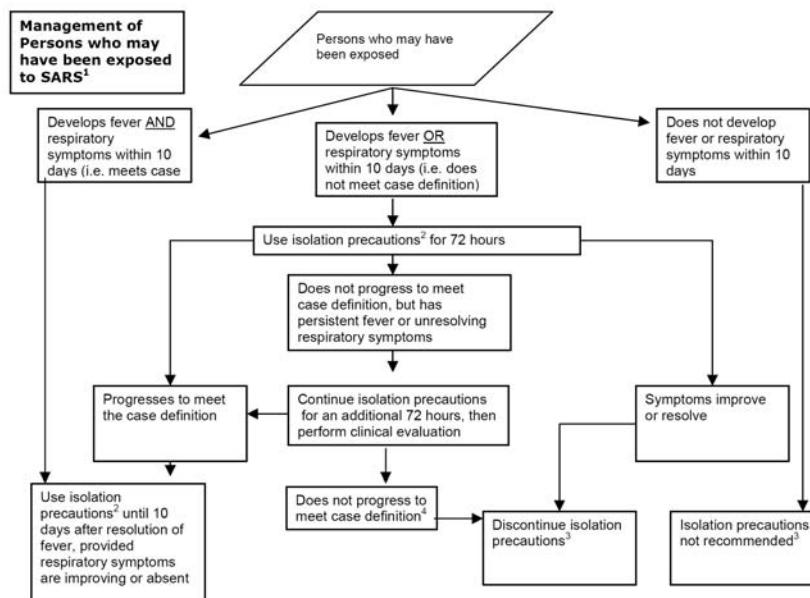 Management of
Persons who may
have been exposed
to SARS¹
Persons who may have
been exposed
Develops fever AND
respiratory
symptoms within 10
days (i.e. meets case
Develops fever OR
respiratory symptoms
within 10 days (i.e. does
not meet case definition)
Does not develop
fever or respiratory
symptoms within 10
days
Use isolation precautions² for 72 hours
Does not progress to meet
case definition, but has
persistent fever or unresolving
respiratory symptoms
Progresses to meet
the case definition
Continue isolation precautions
for an additional 72 hours, then
perform clinical evaluation
Symptoms improve
or resolve
Use isolation
precautions² until 10
days after resolution of
fever, provided
respiratory symptoms
are improving or absent
Does not progress to
meet case definition⁴
Discontinue isolation
precautions³
Isolation precautions
not recommended³